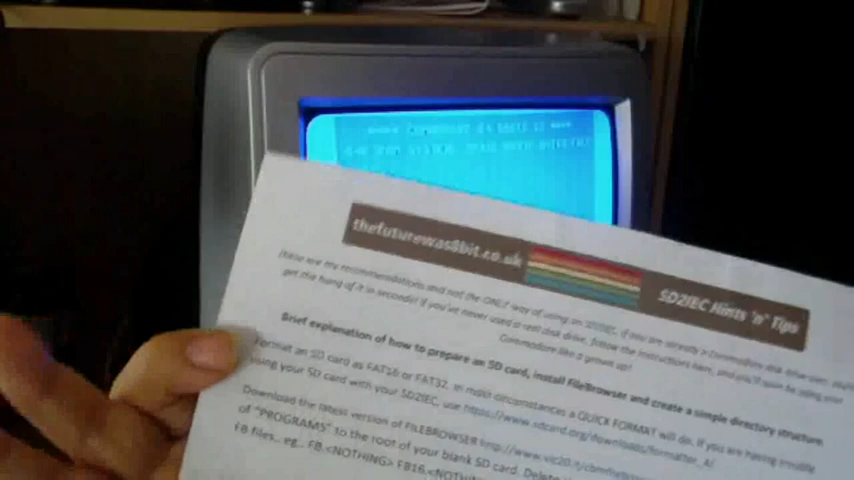 thefuturewas8bit.co.uk
SD2IEC Hints 'n' Tips
These are my recommendations and not the ONLY way of using an SD2IEC, if you are already a Commodore disk drive user,
get the hang of it in seconds! If you've never used a real disk drive, follow the instructions here, and you'll soon be using your
Commodore like a grown up!
Brief explanation of how to prepare an SD card, install FileBrowser and create a simple directory structure.
Format an SD card as FAT16 or FAT32. In most circumstances a QUICK FORMAT will do. If you are having trouble
using your SD card with your SD2IEC, use https://www.sdcard.org/downloads/formatter_4/
Download the latest version of FILEBROWSER
of "PROGRAMS" to the root of your blank SD card. Delete
FB files.. eg.. FB.<NOTHING> FB16.